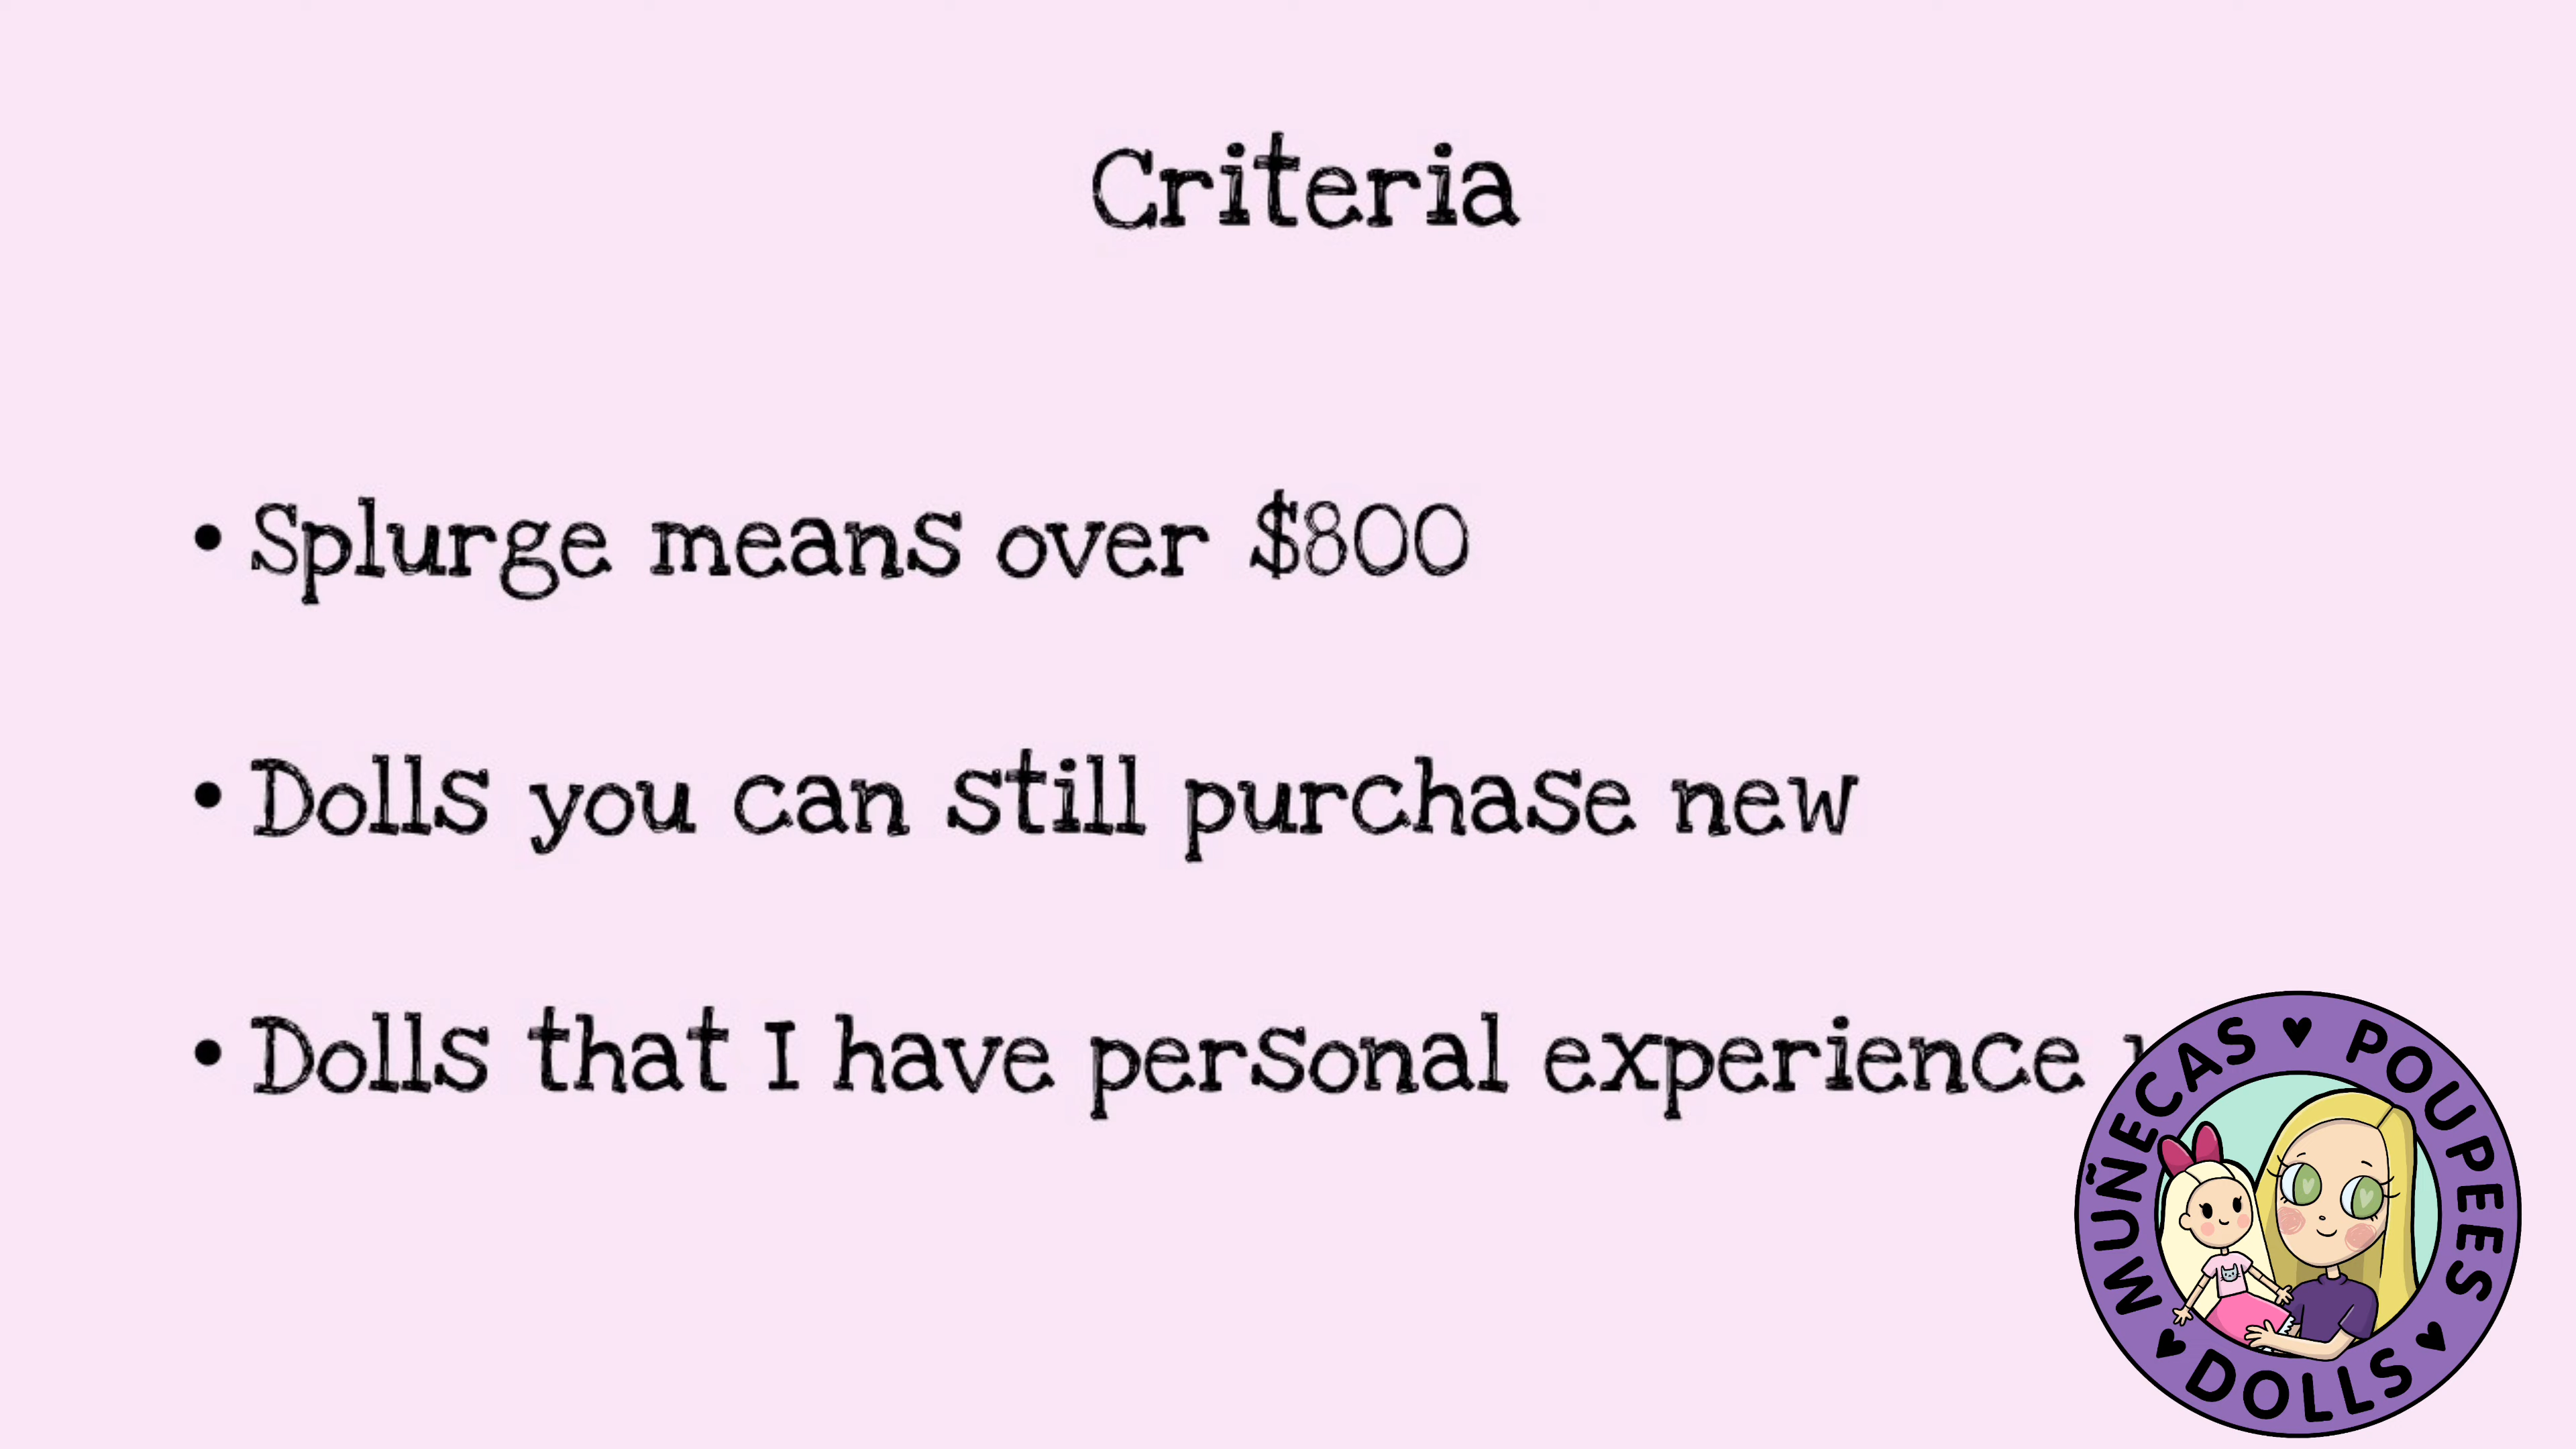 Criteria
• Splurge means over $800
• Dolls you can still purchase new
• Dolls that I have personal experience
MUÑECAS ♥ POUPEES ♥ DOLLS ♥